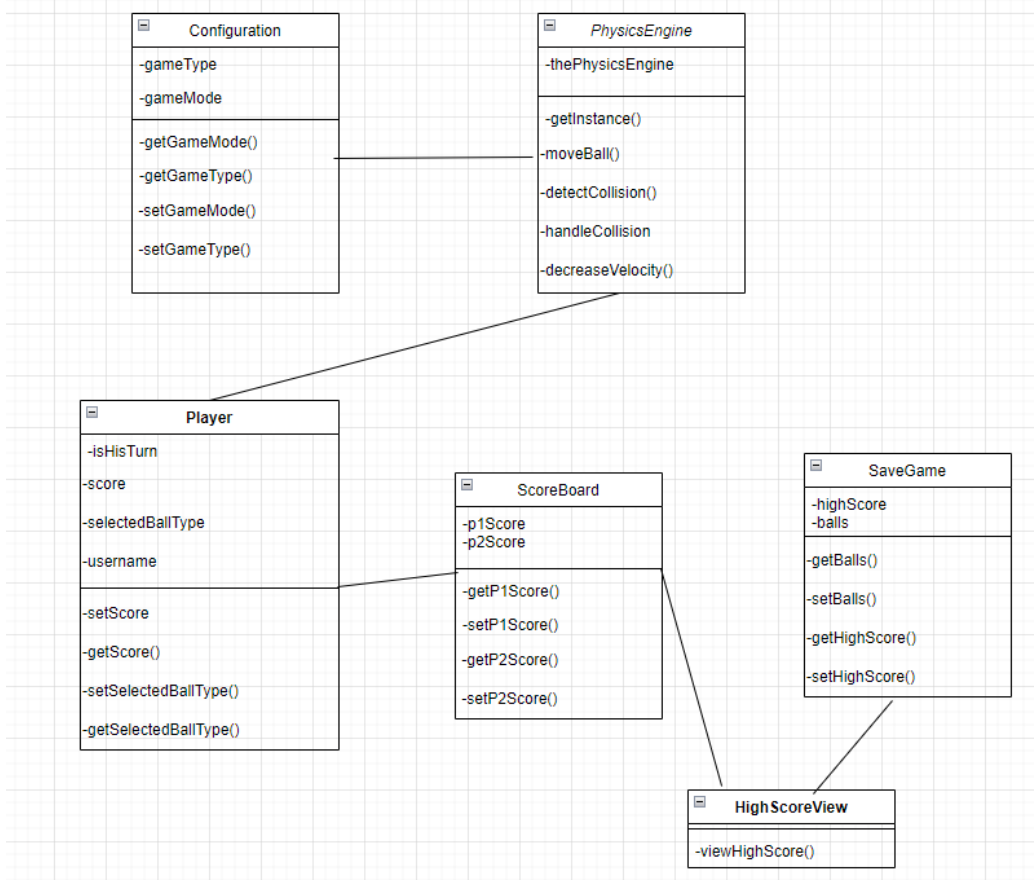 Configuration
-gameType
-gameMode
-getGameMode()
-getGameType()
-setGameMode()
-setGameType()
PhysicsEngine
-thePhysicsEngine
-getInstance()
-moveBall()
-detectCollision()
-handleCollision
-decreaseVelocity()
Player
-isHisTurn
-score
-selectedBallType
-username
-setScore
-getScore()
-setSelectedBallType()
-getSelectedBallType()
ScoreBoard
-p1Score
-p2Score
-getP1Score()
-setP1Score()
-getP2Score()
-setP2Score()
SaveGame
-highScore
-balls
-getBalls()
-setBalls()
-getHighScore()
-setHighScore()
HighScoreView
-viewHighScore()